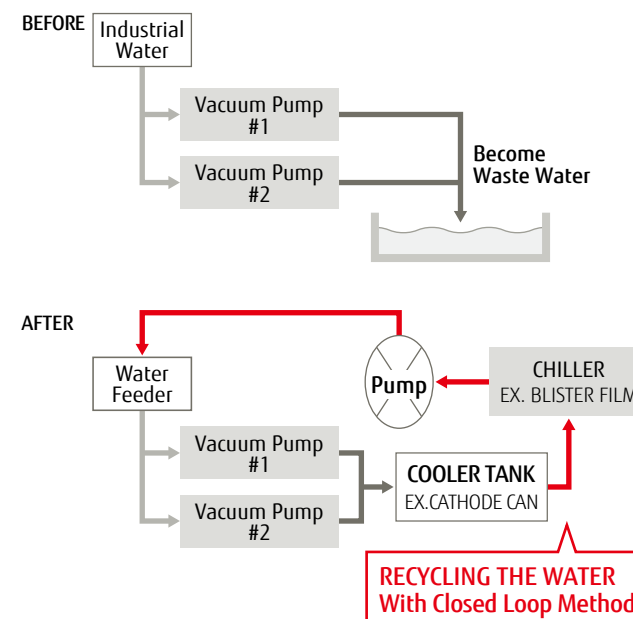 BEFORE
Industrial
Water
Vacuum Pump
#1
Vacuum Pump
#2
Become
Waste Water
AFTER
Water
Feeder
Pump
CHILLER
EX. BLISTER FILM
Vacuum Pump
#1
Vacuum Pump
#2
COOLER TANK
EX.CATHODE CAN
RECYCLING THE WATER
With Closed Loop Method